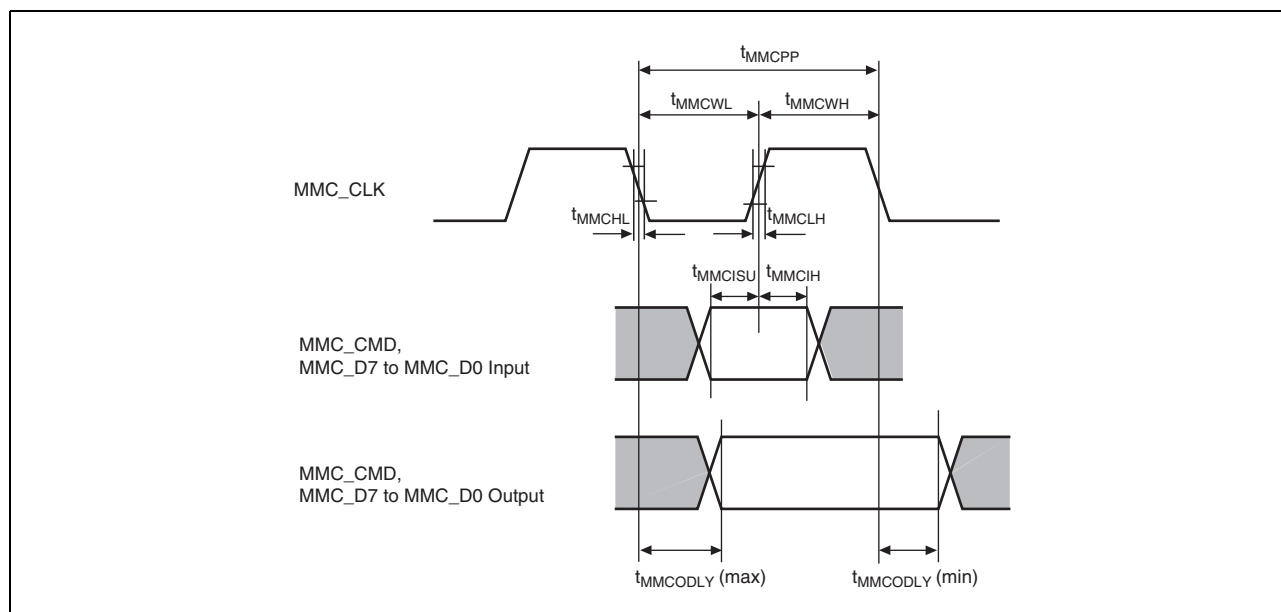 tMMCPP
tMMCWL
tMMCWH
MMC_CLK
tMMCHL
tMMCLH
tMMCISU
tMMCIH
MMC_CMD,
MMC_D7 to MMC_D0 Input
MMC_CMD,
MMC_D7 to MMC_D0 Output
tMMCODLY (max)
tMMCODLY (min)